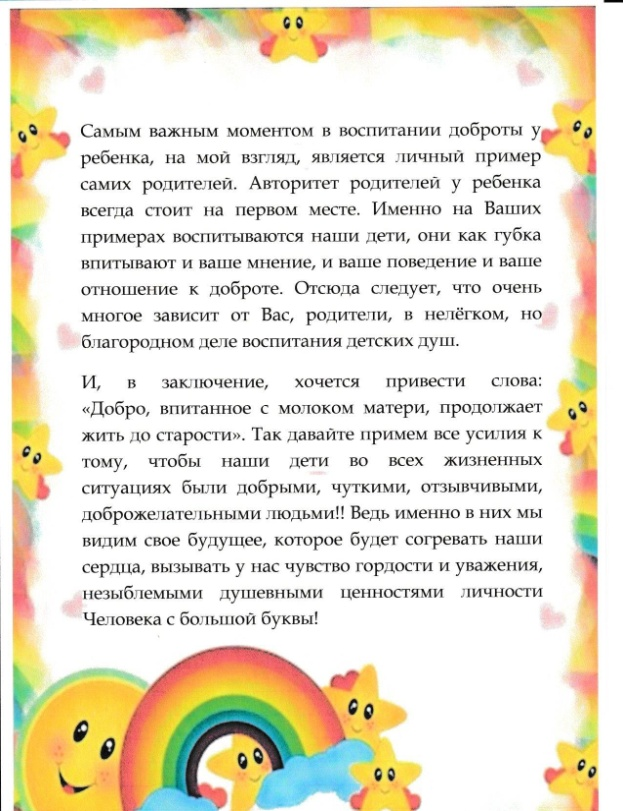 Самым важным моментом в воспитании доброты у
ребенка, на мой взгляд, является личный пример
самих родителей. Авторитет родителей у ребенка
всегда стоит на первом месте. Именно на Ваших
примерах воспитываются наши дети, они как губка
впитывают и ваше мнение, и ваше поведение и ваше
отношение к доброте. Отсюда следует, что очень
многое зависит от Вас, родители, в нелёгком, но
благородном деле воспитания детских душ.
И, в заключение, хочется привести слова:
«Добро, впитанное с молоком матери, продолжает
жить до старости». Так давайте примем все усилия к
тому, чтобы наши дети во всех жизненных
ситуациях были добрыми, чуткими, отзывчивыми,
доброжелательными людьми!! Ведь именно в них мы
видим свое будущее, которое будет согревать наши
сердца, вызывать у нас чувство гордости и уважения,
незыблемыми душевными ценностями личности
Человека с большой буквы!